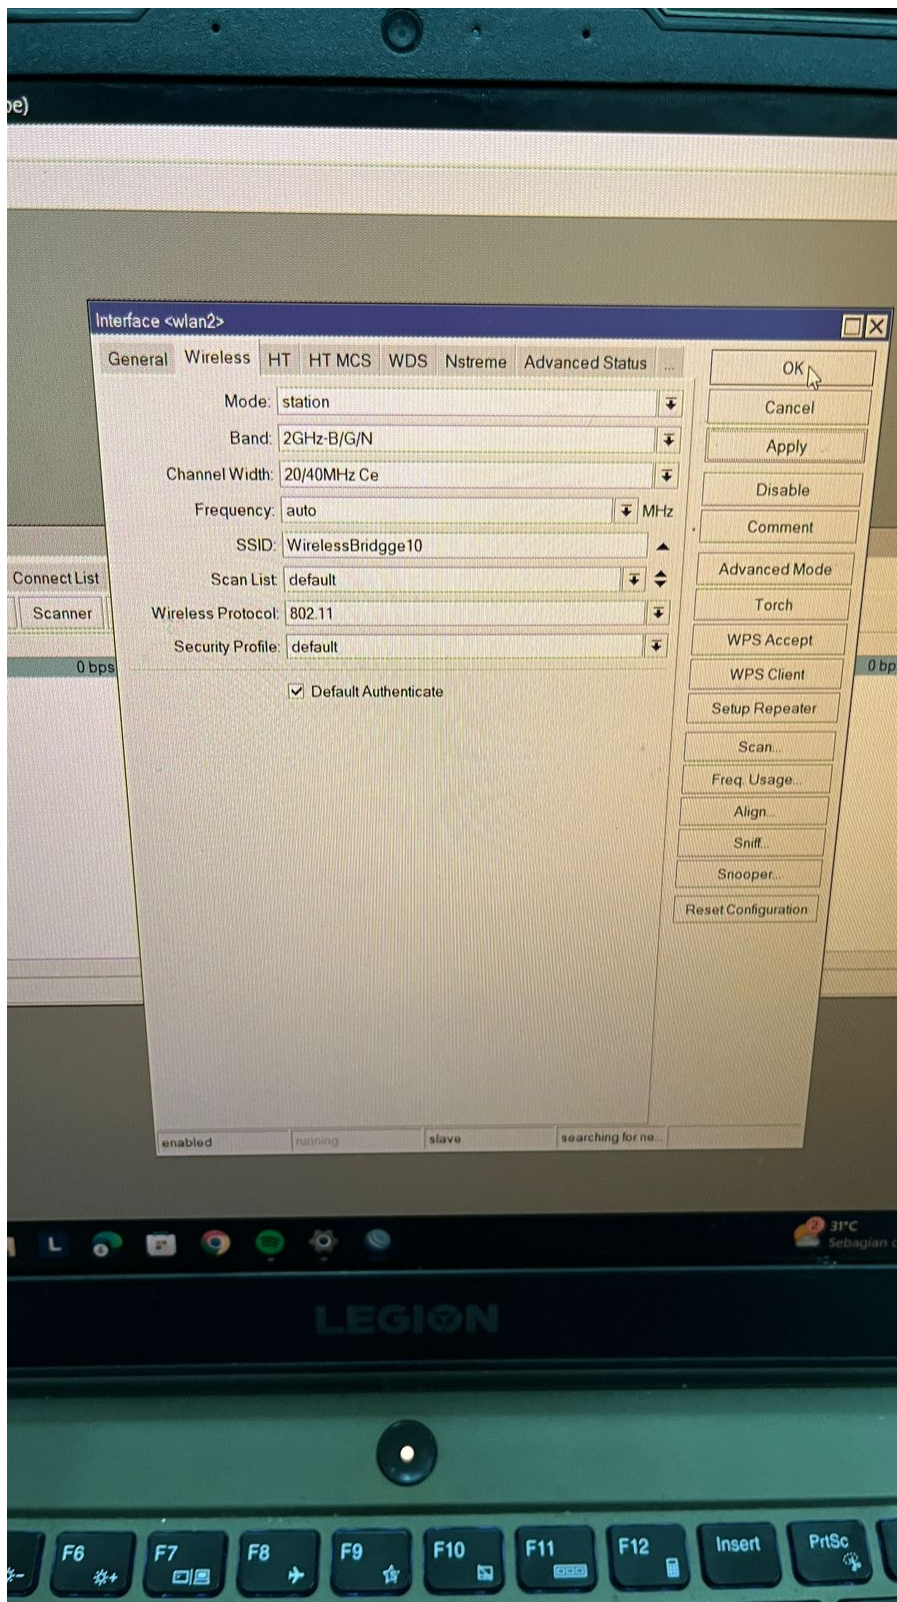 Interface <wlan2>
General Wireless HT HT MCS WDS Nstreme Advanced Status ...
Mode: station
Band: 2GHz-B/G/N
Channel Width: 20/40MHz Ce
Frequency: auto MHz
SSID: WirelessBridgge10
Scan List: default
Wireless Protocol: 802.11
Security Profile: default
Default Authenticate
OK
Cancel
Apply
Disable
Comment
Advanced Mode
Torch
WPS Accept
WPS Client
Setup Repeater
Scan...
Freq. Usage...
Align...
Sniff...
Snooper...
Reset Configuration
enabled running slave searching for ne...
Connect List
Scanner
0 bps
0 bp
L
2 31°C
Sebagian
LEGION
F6 F7 F8 F9 F10 F11 F12 Insert PrtSc